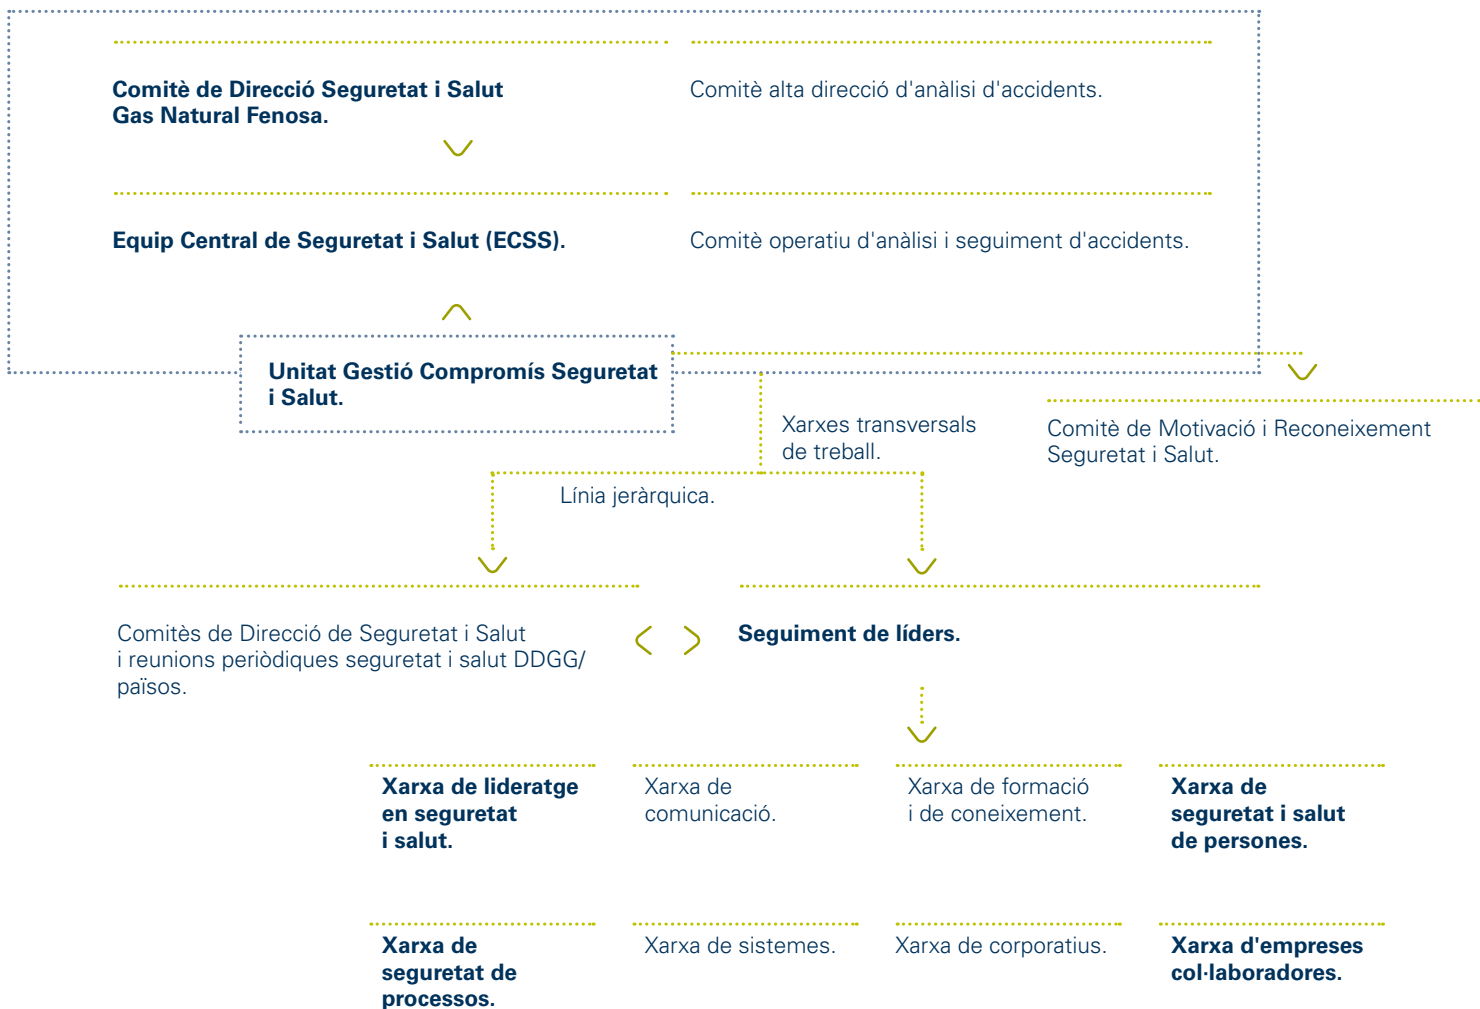 Comitè de Direcció Seguretat i Salut
Gas Natural Fenosa.
Comitè alta direcció d'anàlisi d'accidents.
Equip Central de Seguretat i Salut (ECSS).
Comitè operatiu d'anàlisi i seguiment d'accidents.
Unitat Gestió Compromís Seguretat
i Salut.
Xarxes transversals
de treball.
Comitè de Motivació i Reconeixement
Seguretat i Salut.
Línia jeràrquica.
Comitès de Direcció de Seguretat i Salut
i reunions periòdiques seguretat i salut DDGG/
països.
Seguiment de líders.
Xarxa de lideratge
en seguretat
i salut.
Xarxa de
comunicació.
Xarxa de formació
i de coneixement.
Xarxa de
seguretat i salut
de persones.
Xarxa de
seguretat de
processos.
Xarxa de sistemes.
Xarxa de corporatius.
Xarxa d'empreses
col·laboradores.